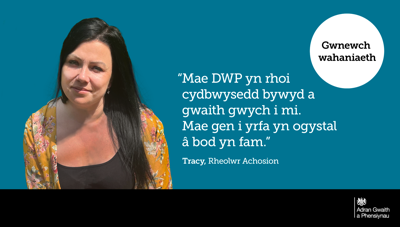 Gwnewch
wahaniaeth
“Mae DWP yn rhoi
cydbwysedd bywyd a
gwaith gwych i mi.
Mae gen i yrfa yn ogystal
â bod yn fam.”
Tracy, Rheolwr Achosion
Adran Gwaith
a Phensiynau